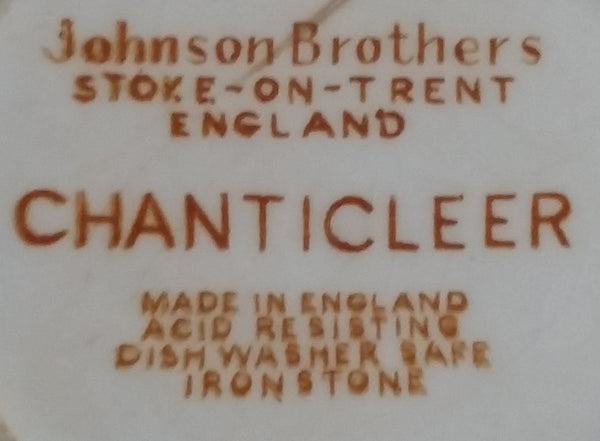 Johnson Brothers
STOKE-ON-TRENT
ENGLAND
CHANTICLEER
MADE IN ENGLAND
ACID RESISTING
DISHWASHER SAFE
IRONSTONE